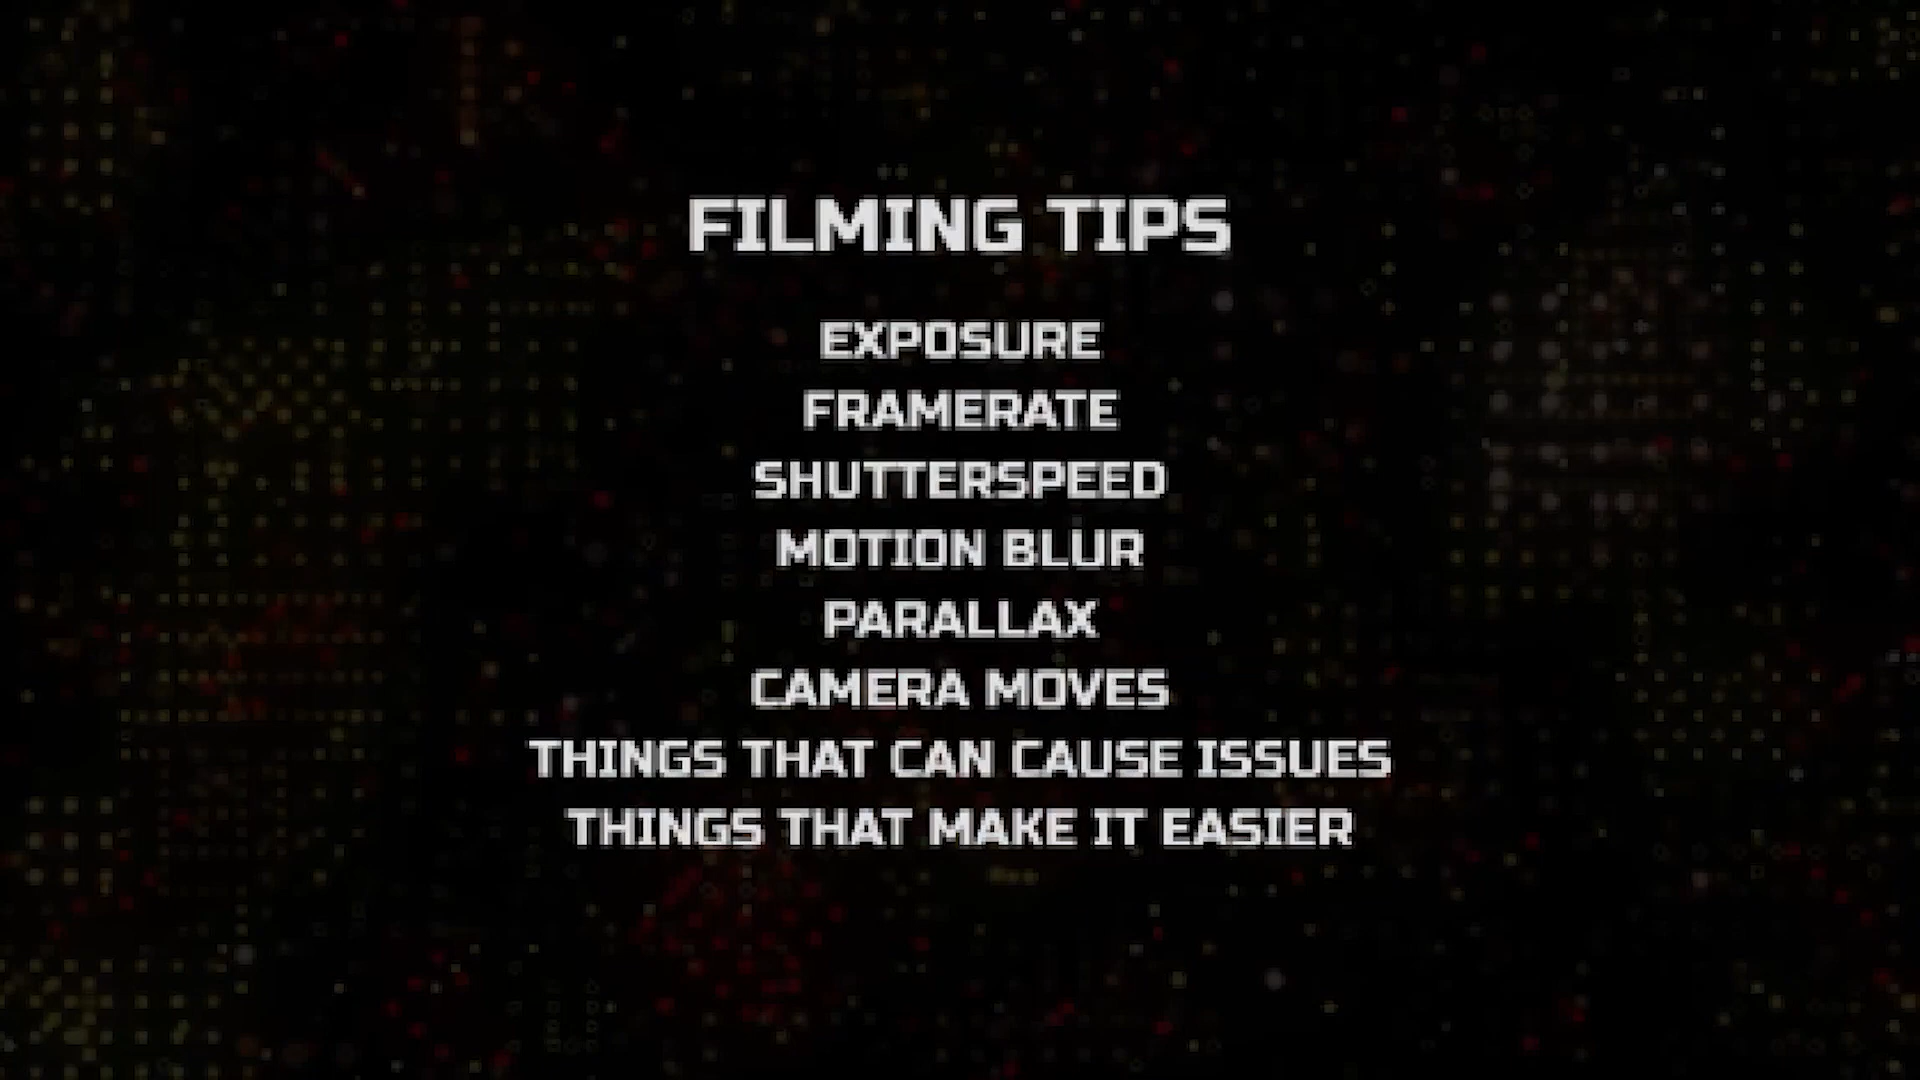 FILMING TIPS
EXPOSURE
FRAMERATE
SHUTTERSPEED
MOTION BLUR
PARALLAX
CAMERA MOVES
THINGS THAT CAN CAUSE ISSUES
THINGS THAT MAKE IT EASIER